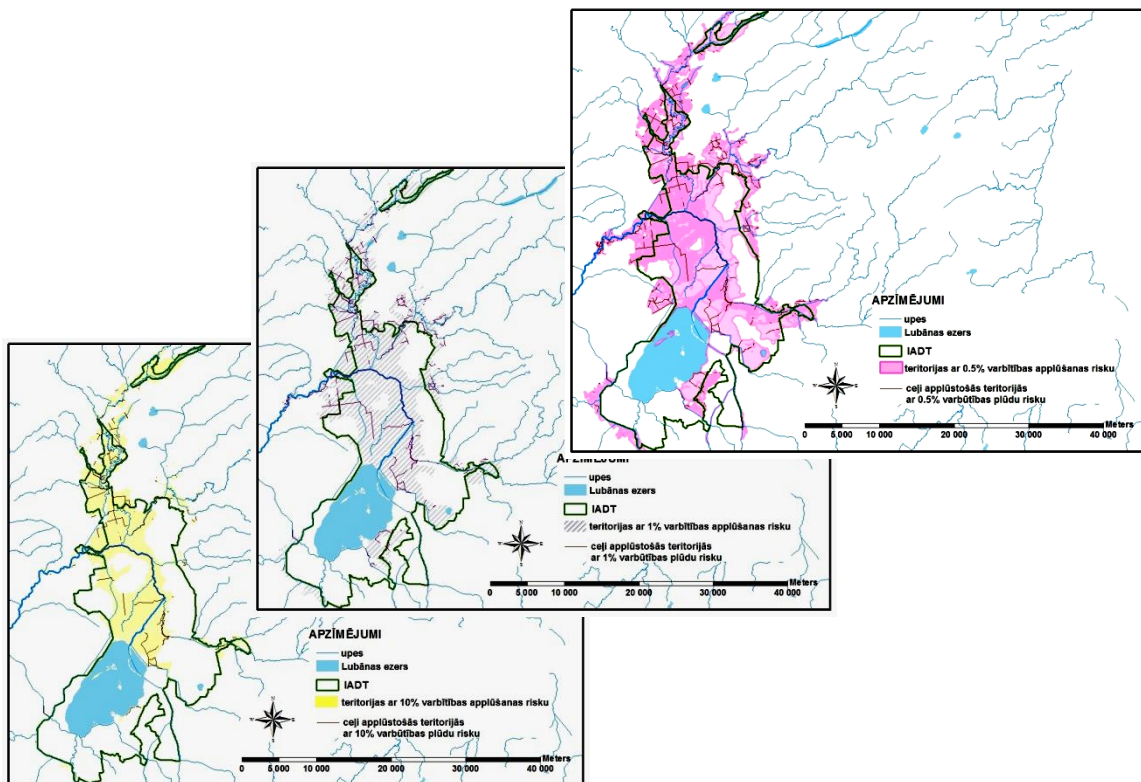 APZĪMĒJUMI
upes
Lubānas ezers
IADT
teritorijas ar 0.5% varbītības applūšanas risku
ceļi applūstošās teritorijās
ar 0.5% varbūtības plūdu risku
Meters
0 5 000 10 000 20 000 30 000 40 000
APZĪMĒJUMI
upes
Lubānas ezers
IADT
teritorijas ar 1% varbītības applūšanas risku
ceļi applūstošās teritorijās
ar 1% varbūtības plūdu risku
Meters
0 5 000 10 000 20 000 30 000 40 000
APZĪMĒJUMI
upes
Lubānas ezers
IADT
teritorijas ar 10% varbītības applūšanas risku
ceļi applūstošās teritorijās
ar 10% varbūtības plūdu risku
Meters
0 5 000 10 000 20 000 30 000 40 000